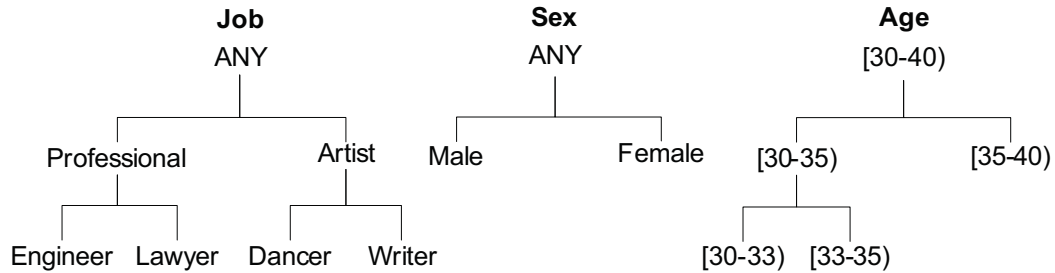 Job Sex Age
ANY ANY [30-40)
Professional Artist Male Female [30-35) [35-40)
Engineer Lawyer Dancer Writer [30-33) [33-35)